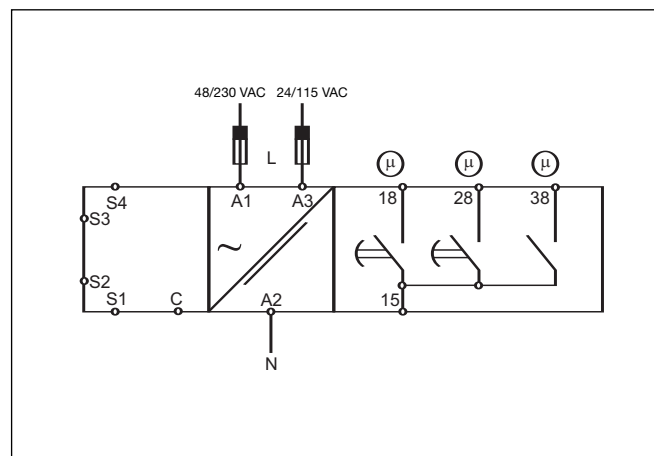 48/230 VAC 24/115 VAC
L
µ µ µ
S4 A1 A3 18 28 38
S3
~
S2
S1 C A2 15
N